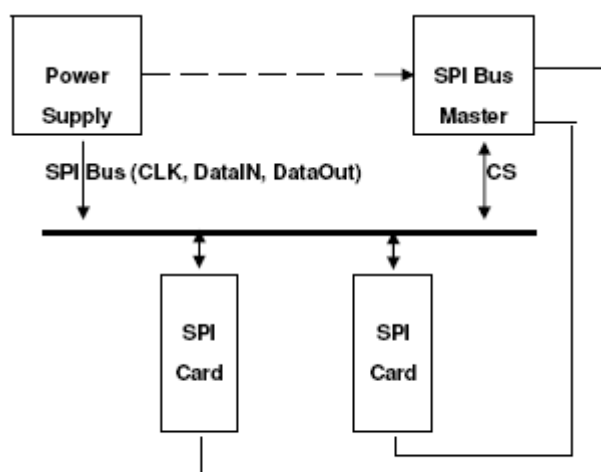 Power
Supply
SPI Bus
Master
SPI Bus (CLK, DataIN, DataOut)
CS
SPI
Card
SPI
Card